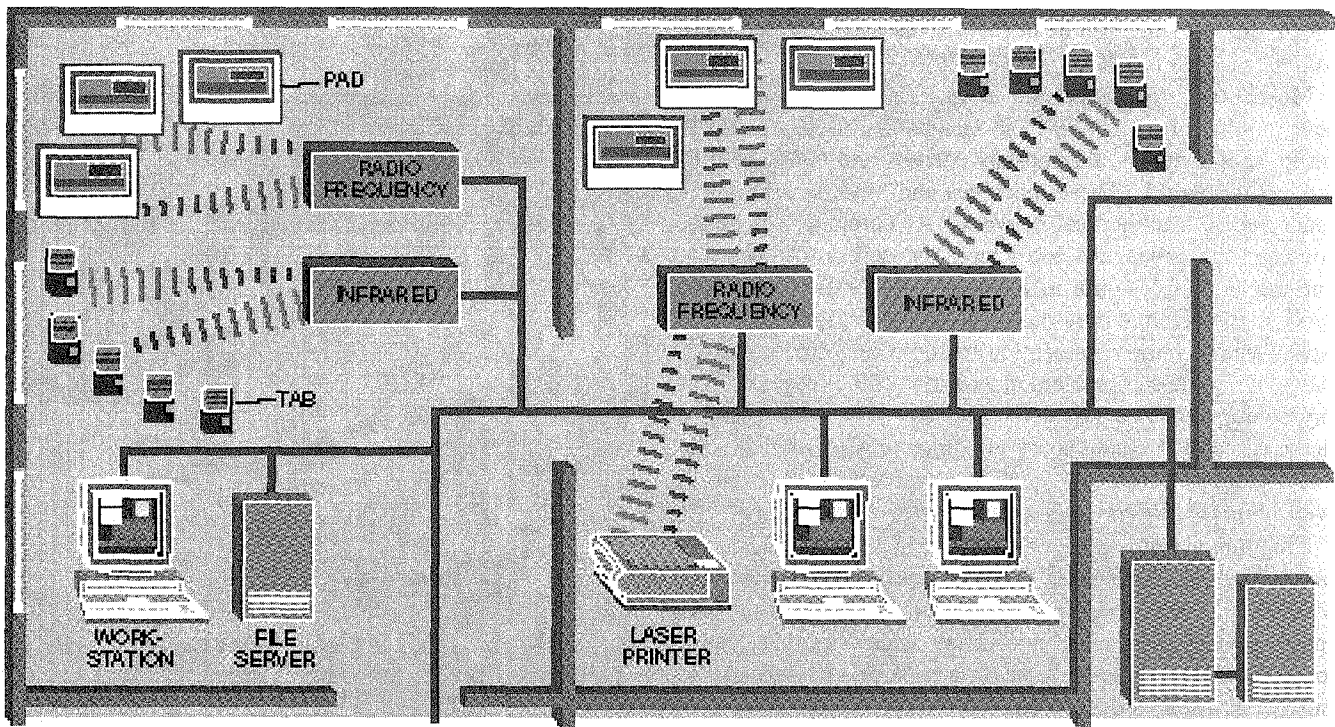 PAD
RADIO
FREQUENCY
INFRARED
TAB
RADIO
FREQUENCY
INFRARED
WORK-
STATION
FILE
SERVER
LASER
PRINTER